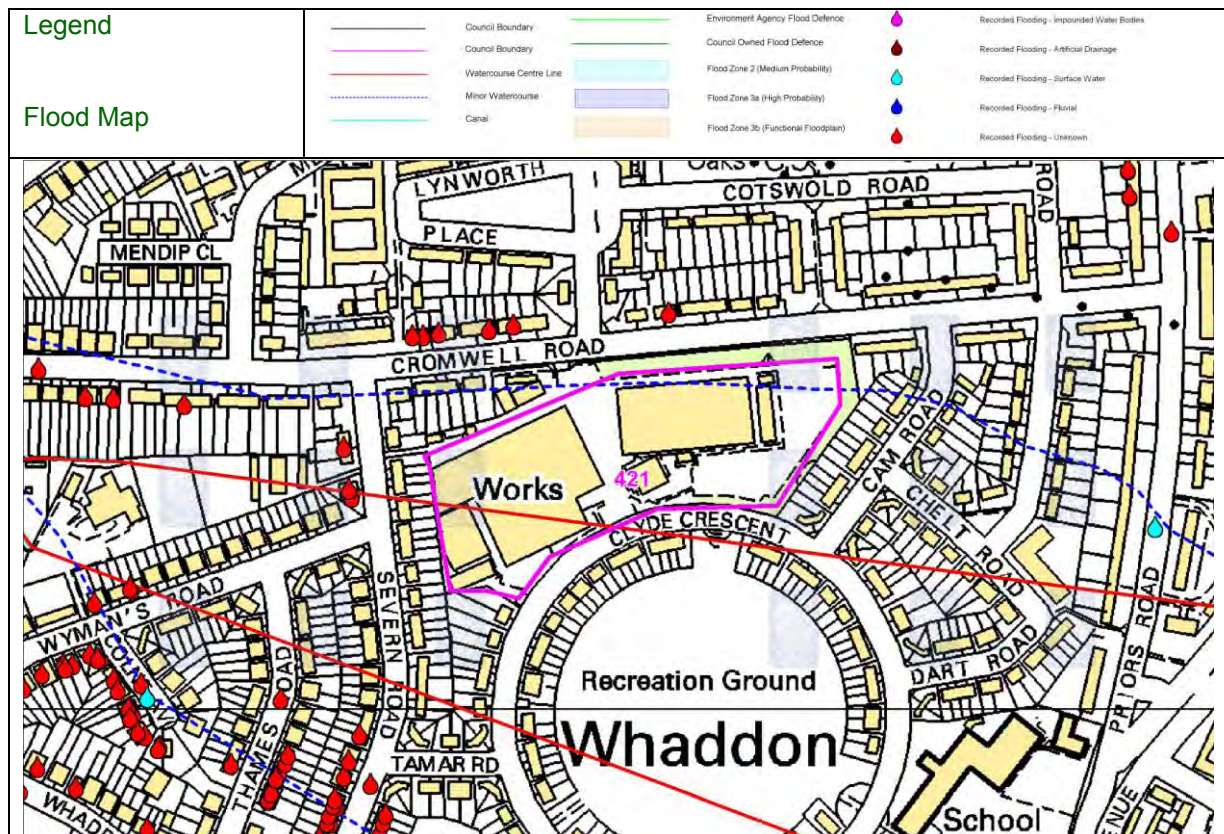 Legend
Flood Map
Council Boundary
Council Boundary
Watercourse Centre Line
Minor Watercourse
Canal
Environment Agency Flood Defence
Council Owned Flood Defence
Flood Zone 2 (Medium Probability)
Flood Zone 3a (High Probability)
Flood Zone 3b (Functional Floodplain)
Recorded Flooding - Impounded Water Bodies
Recorded Flooding - Artificial Drainage
Recorded Flooding - Surface Water
Recorded Flooding - Fluvial
Recorded Flooding - Unknown
LYNWORTH
PLACE
COTSWOLD ROAD
ROAD
MENDIP CL
CROMWELL ROAD
Works
421
CLYDE CRESCENT
CAM ROAD
CHELT ROAD
WYMAN'S ROAD
SEVERN ROAD
THAMES ROAD
DART ROAD
PRIORS ROAD
Recreation Ground
Whaddon
TAMAR RD
School